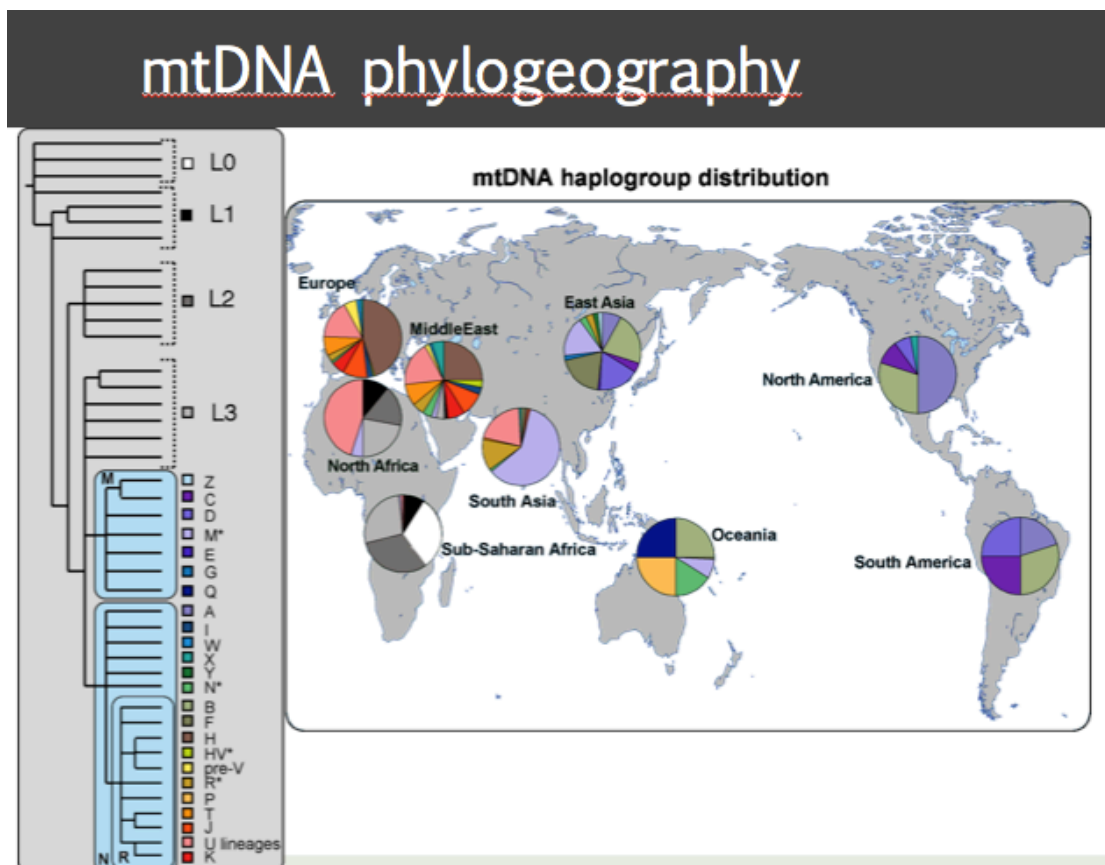 mtDNA phylogeography
L0
L1
L2
L3
M
Z
C
D
M*
E
G
Q
A
I
W
X
Y
N*
B
F
H
HV*
pre-V
R*
P
T
J
U lineages
K
N R
mtDNA haplogroup distribution
Europe
MiddleEast
East Asia
North America
North Africa
South Asia
Sub-Saharan Africa
Oceania
South America